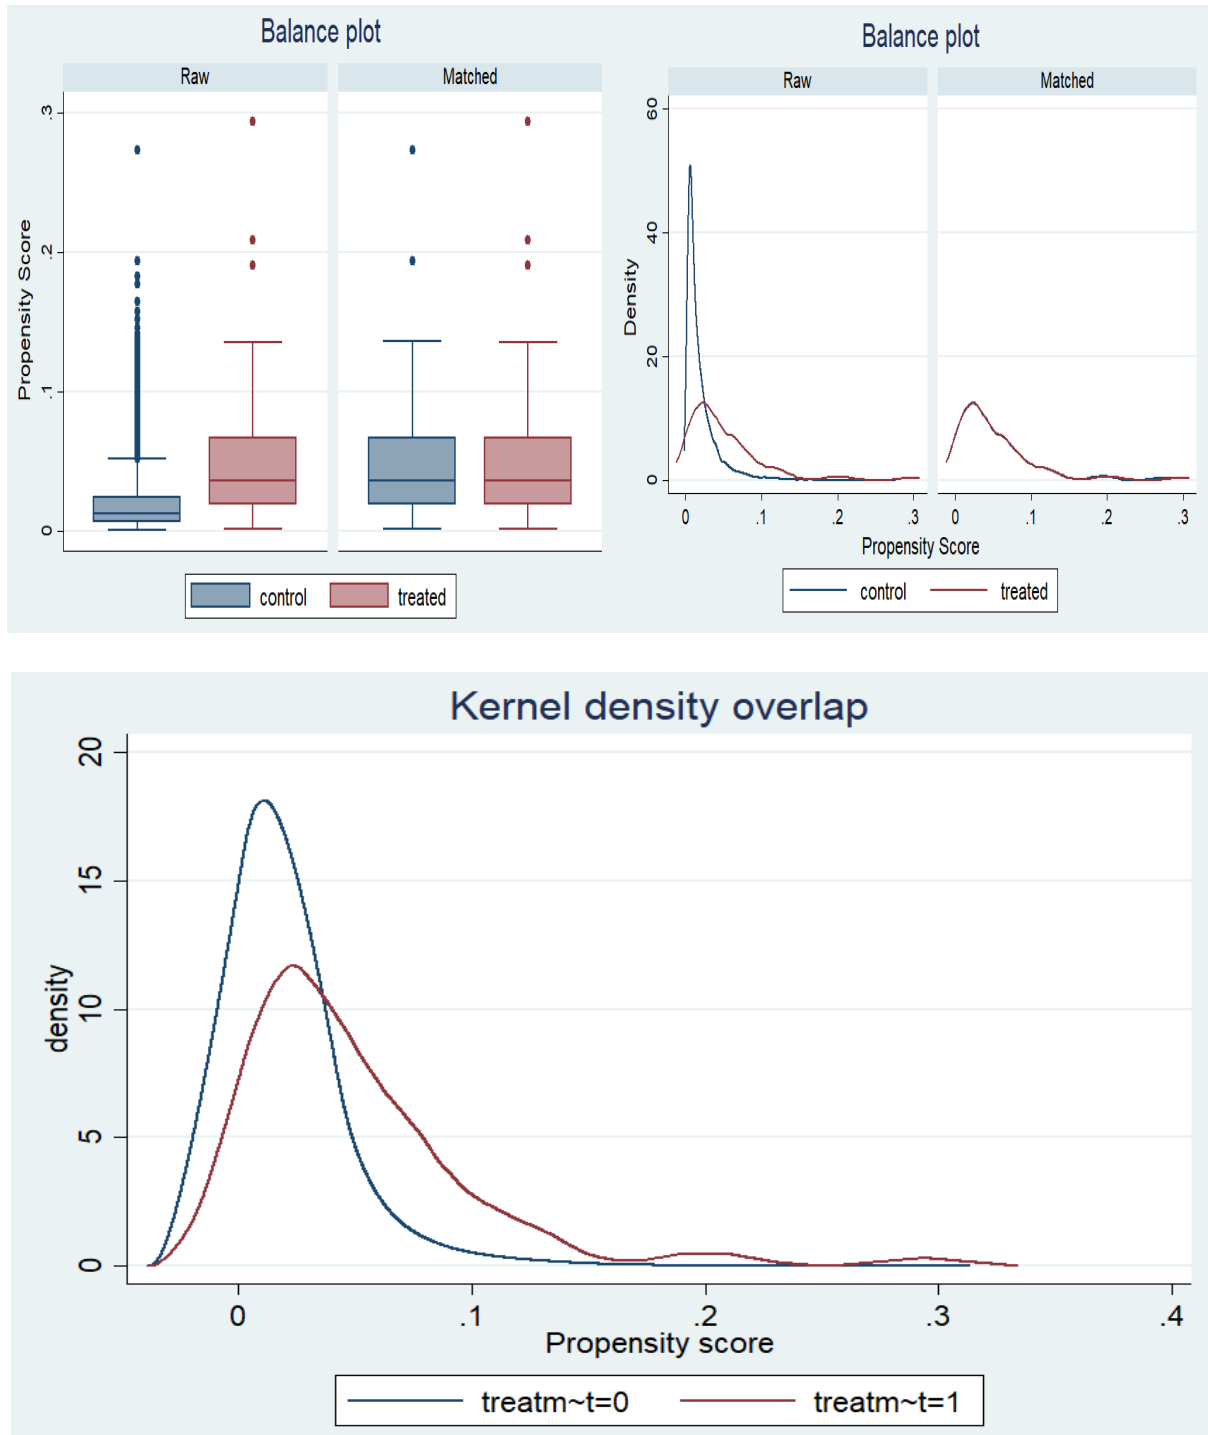 Balance plot
Raw Matched
Propensity Score
.3
.2
.1
0
control treated
Balance plot
Raw Matched
Density
60
40
20
0
0 .1 .2 .3 0 .1 .2 .3
Propensity Score
control treated
Kernel density overlap
density
20
15
10
5
0
0 .1 .2 .3 .4
Propensity score
treatm~t=0 treatm~t=1